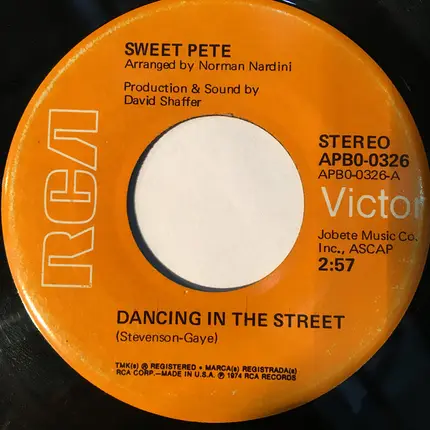 SWEET PETE
Arranged by Norman Nardini
Production & Sound by
David Shaffer
RCA
STEREO
APBO-0326
APBO-0326-A
Victor
Jobete Music Co.
Inc., ASCAP
2:57
DANCING IN THE STREET
(Stevenson-Gaye)
TMK(s) ® REGISTERED • MARCA(s) REGISTRADA(s)
RCA CORP.—MADE IN U.S.A. ℗ 1974 RCA RECORDS